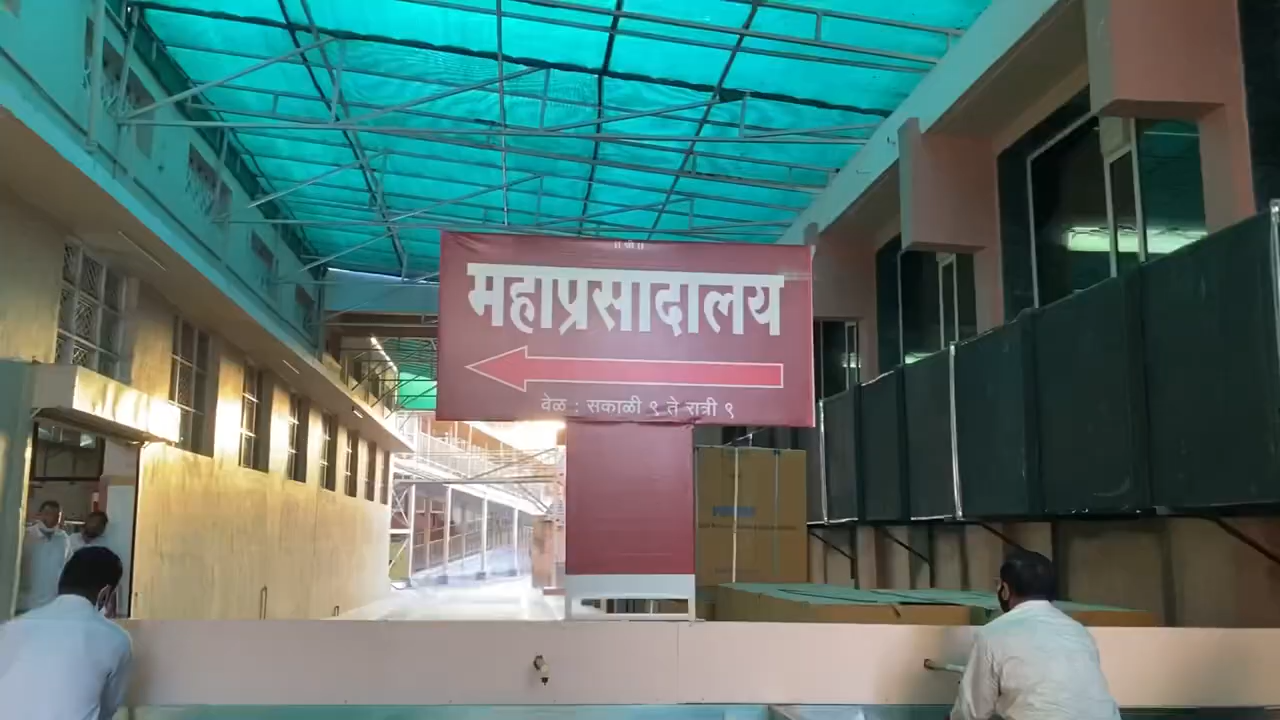 ॥ श्री ॥
महाप्रसादालय
वेळ : सकाळी ९ ते रात्री ९